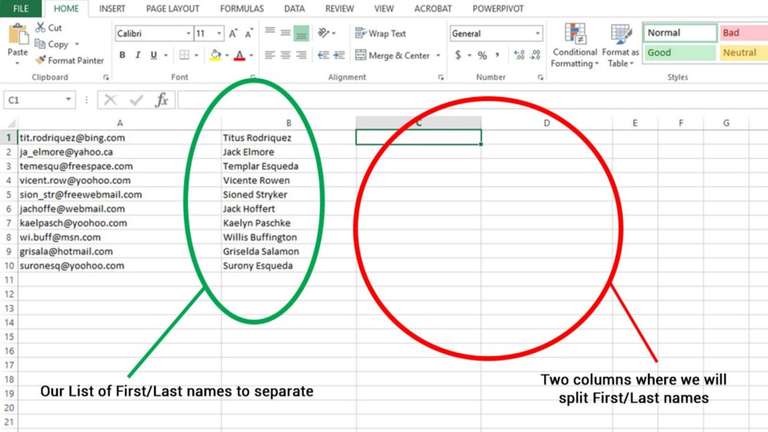 FILE HOME INSERT PAGE LAYOUT FORMULAS DATA REVIEW VIEW ACROBAT POWERPIVOT
Cut
Copy
Format Painter
Paste
Clipboard
Calibri 11
B I U
Font
Wrap Text
Merge & Center
Alignment
General
$ % ,
Number
Conditional Formatting
Format as Table
Normal Bad
Good Neutral
Styles
C1 fx
A B C D E F G
1 tit.rodriquez@bing.com Titus Rodriquez
2 ja_elmore@yahoo.ca Jack Elmore
3 temesqu@freespace.com Templar Esqueda
4 vicent.row@yoohoo.com Vicente Rowen
5 sion_str@freewebmail.com Sioned Stryker
6 jachoffe@webmail.com Jack Hoffert
7 kaelpasch@yoohoo.com Kaelyn Paschke
8 wi.buff@msn.com Willis Buffington
9 grisala@hotmail.com Griselda Salamon
10 suronesq@yoohoo.com Surony Esqueda
11
12
13
14
15
16
17
18
19
20
21
Our List of First/Last names to separate
Two columns where we will
split First/Last names